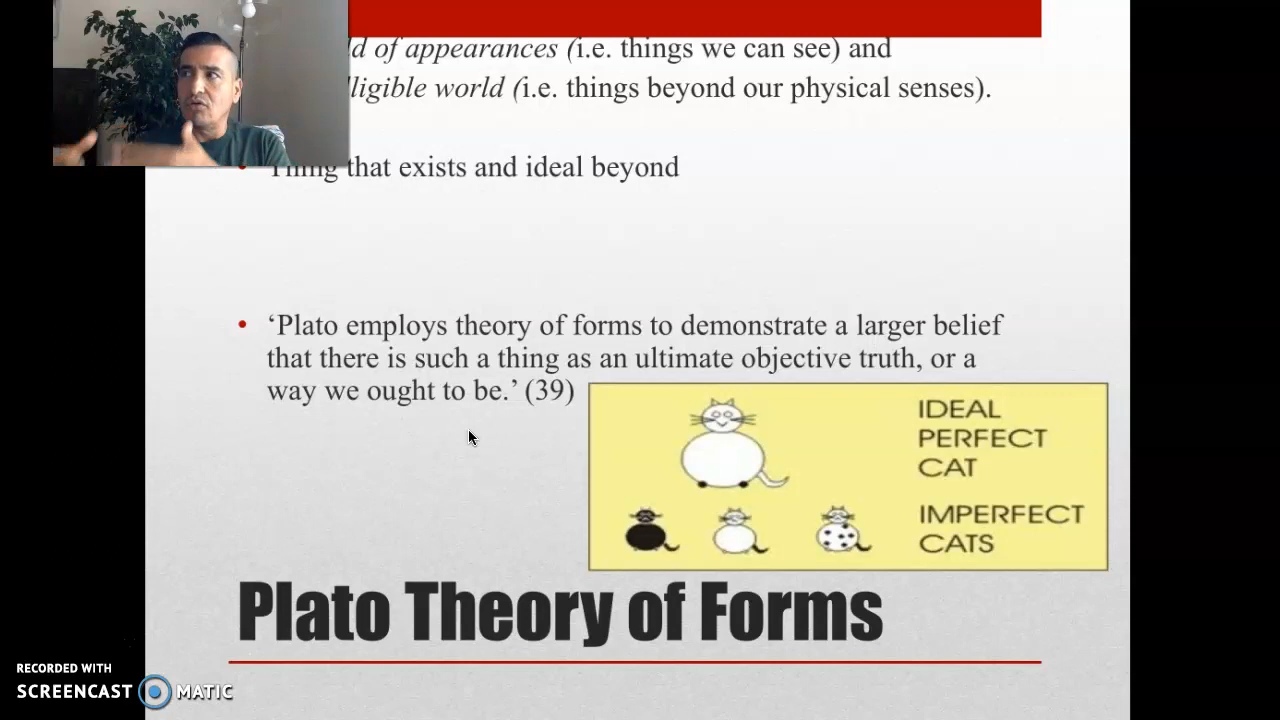 of appearances (i.e. things we can see) and
world (i.e. things beyond our physical senses).
• Thing that exists and ideal beyond
• ‘Plato employs theory of forms to demonstrate a larger belief
that there is such a thing as an ultimate objective truth, or a
way we ought to be.’ (39)
IDEAL
PERFECT
CAT
IMPERFECT
CATS
Plato Theory of Forms
RECORDED WITH
SCREENCAST MATIC